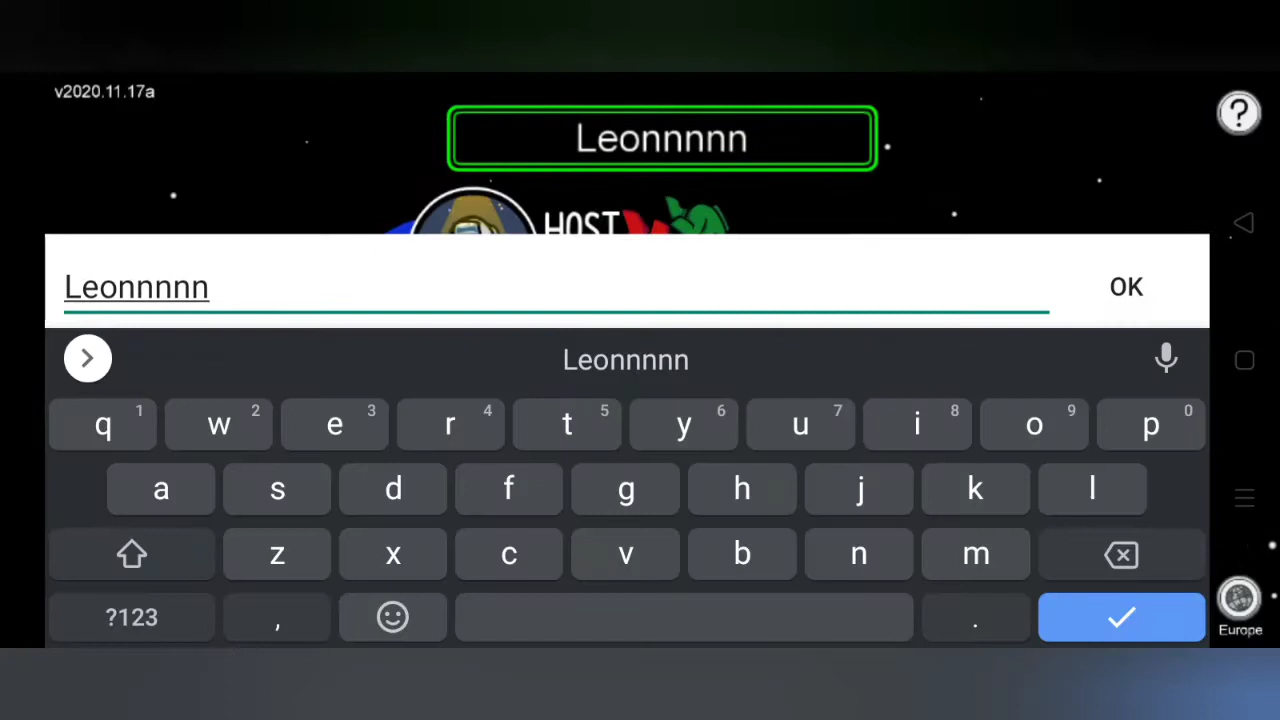 v2020.11.17a
Leonnnnn
?
HOST
Leonnnnn
OK
Leonnnnn
q 1 w 2 e 3 r 4 t 5 y 6 u 7 i 8 o 9 p 0
a s d f g h j k l
z x c v b n m
?123 , .
Europe